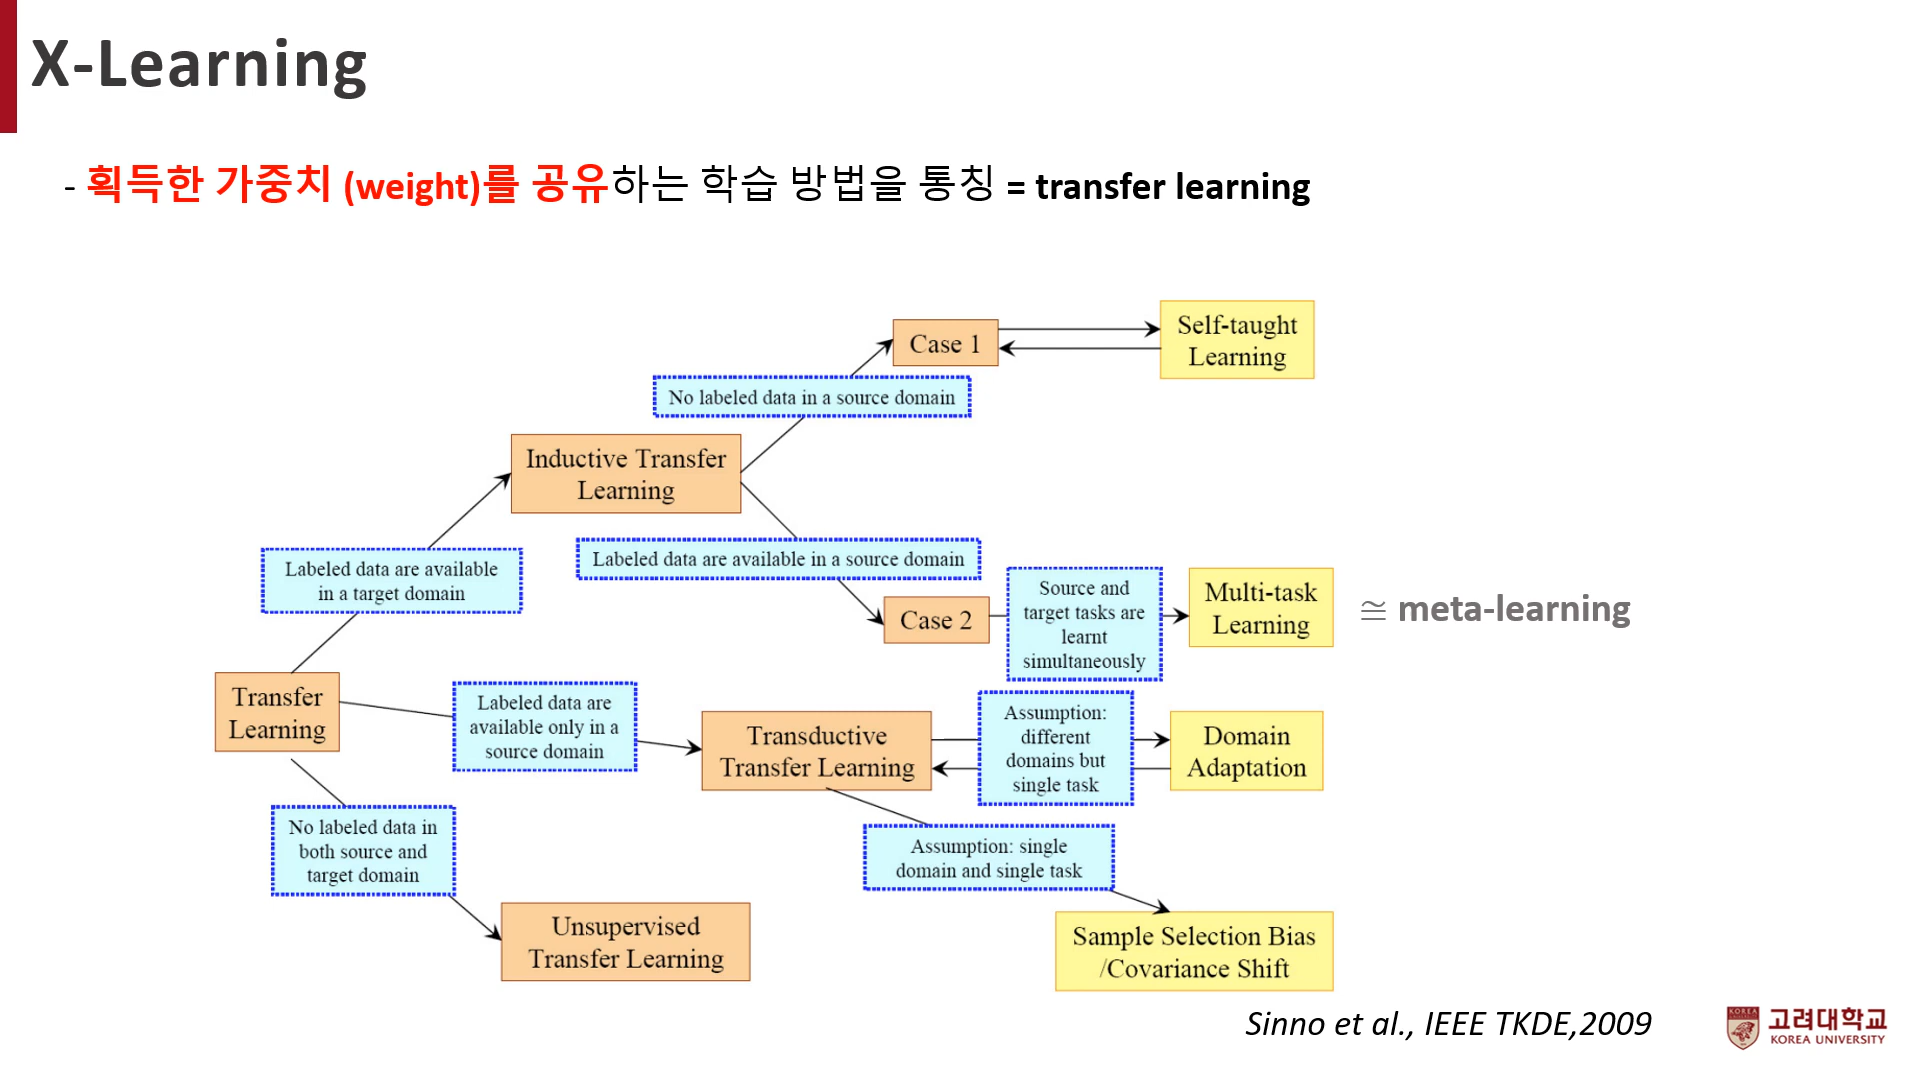 X-Learning
- 획득한 가중치 (weight)를 공유하는 학습 방법을 통칭 = transfer learning
Case 1
Self-taught
Learning
No labeled data in a source domain
Inductive Transfer
Learning
Labeled data are available
in a target domain
Labeled data are available in a source domain
Case 2
Source and
target tasks are
learnt
simultaneously
Multi-task
Learning
≅ meta-learning
Transfer
Learning
Labeled data are
available only in a
source domain
Transductive
Transfer Learning
Assumption:
different
domains but
single task
Domain
Adaptation
No labeled data in
both source and
target domain
Assumption: single
domain and single task
Unsupervised
Transfer Learning
Sample Selection Bias
/Covariance Shift
Sinno et al., IEEE TKDE,2009
KOREA
고려대학교
KOREA UNIVERSITY